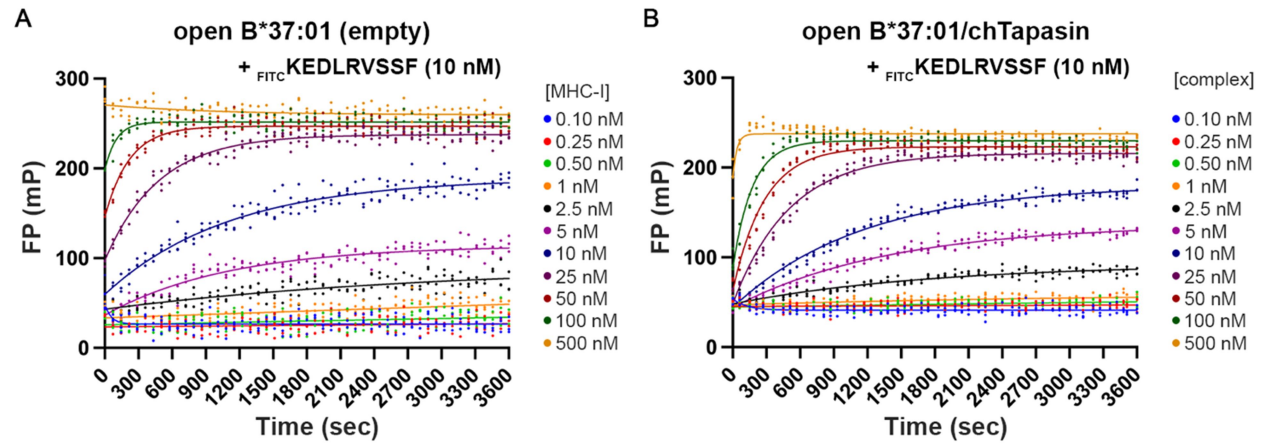 A
open B*37:01 (empty)
+ FITCKEDLRVSSF (10 nM)
FP (mP)
300
200
100
0
0 300 600 900 1200 1500 1800 2100 2400 2700 3000 3300 3600
Time (sec)
[MHC-I]
0.10 nM
0.25 nM
0.50 nM
1 nM
2.5 nM
5 nM
10 nM
25 nM
50 nM
100 nM
500 nM
B
open B*37:01/chTapasin
+ FITCKEDLRVSSF (10 nM)
FP (mP)
300
200
100
0
0 300 600 900 1200 1500 1800 2100 2400 2700 3000 3300 3600
Time (sec)
[complex]
0.10 nM
0.25 nM
0.50 nM
1 nM
2.5 nM
5 nM
10 nM
25 nM
50 nM
100 nM
500 nM